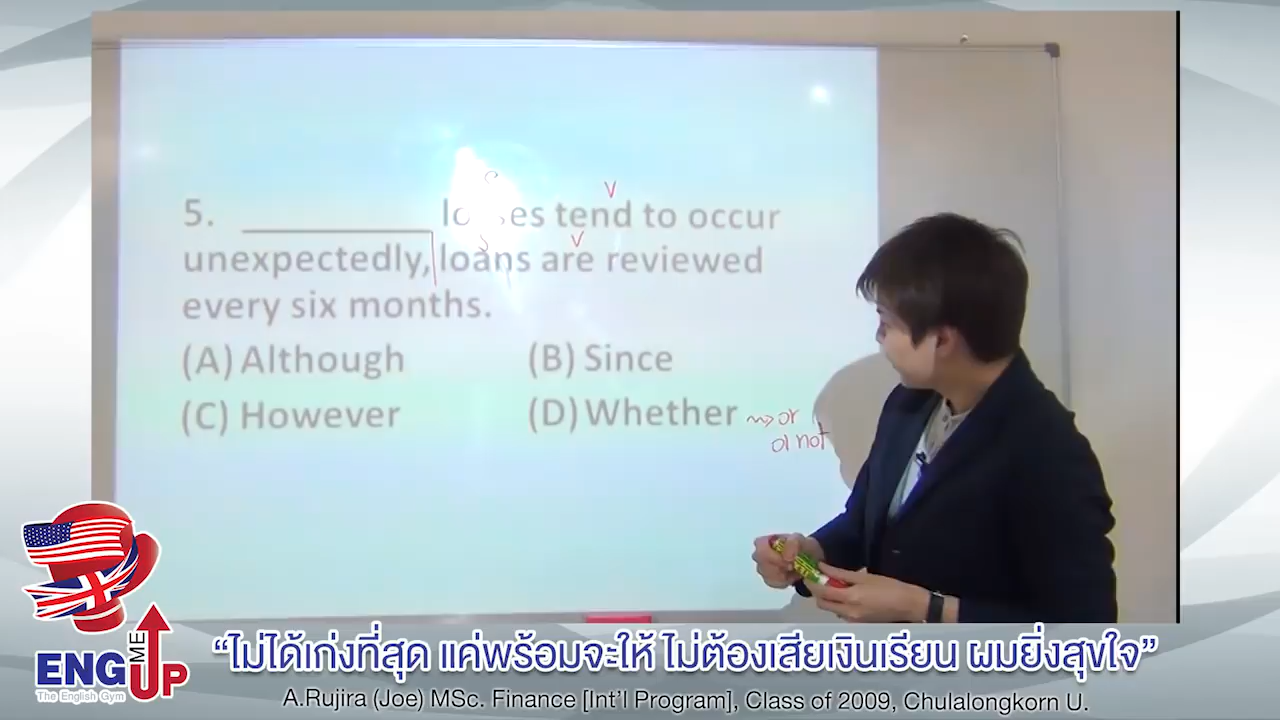 S
V
5. __________ losses tend to occur
S
V
unexpectedly, loans are reviewed
every six months.
(A) Although (B) Since
(C) However (D) Whether
or
or not
ENG
ME
UP
The English Gym
“ไม่ได้เก่งที่สุด แค่พร้อมจะให้ ไม่ต้องเสียเงินเรียน ผมยิ่งสุขใจ”
A.Rujira (Joe) MSc. Finance [Int'l Program], Class of 2009, Chulalongkorn U.